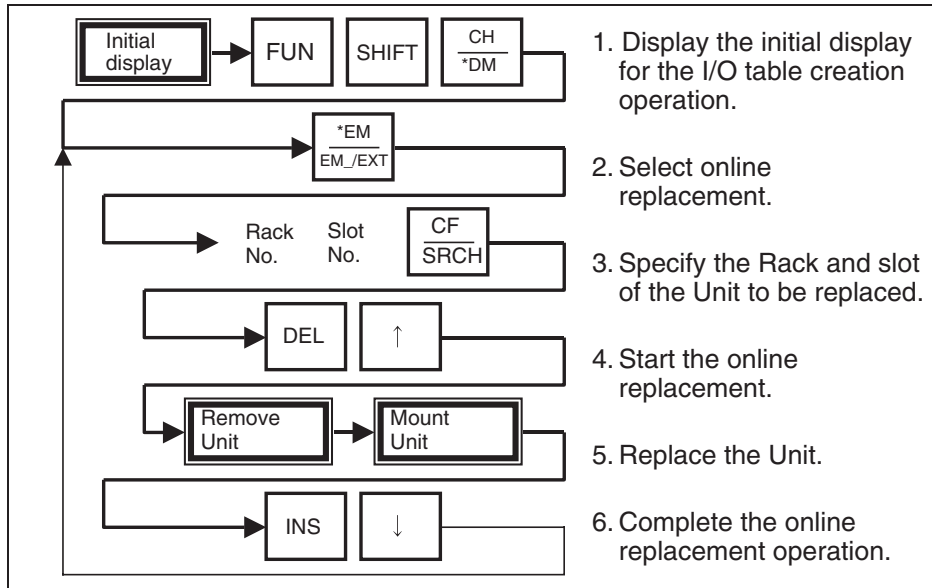 Initial
display
FUN
SHIFT
CH
*DM
1. Display the initial display
for the I/O table creation
operation.
*EM
EM_/EXT
2. Select online
replacement.
Rack
No.
Slot
No.
CF
SRCH
3. Specify the Rack and slot
of the Unit to be replaced.
DEL
↑
4. Start the online
replacement.
Remove
Unit
Mount
Unit
5. Replace the Unit.
INS
↓
6. Complete the online
replacement operation.